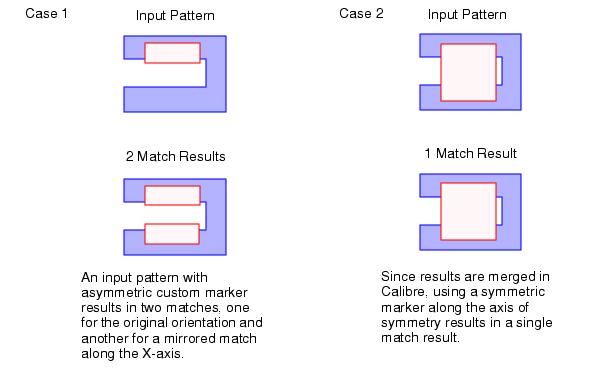 Case 1
Input Pattern
2 Match Results
An input pattern with
asymmetric custom marker
results in two matches, one
for the original orientation and
another for a mirrored match
along the X-axis.
Case 2
Input Pattern
1 Match Result
Since results are merged in
Calibre, using a symmetric
marker along the axis of
symmetry results in a single
match result.